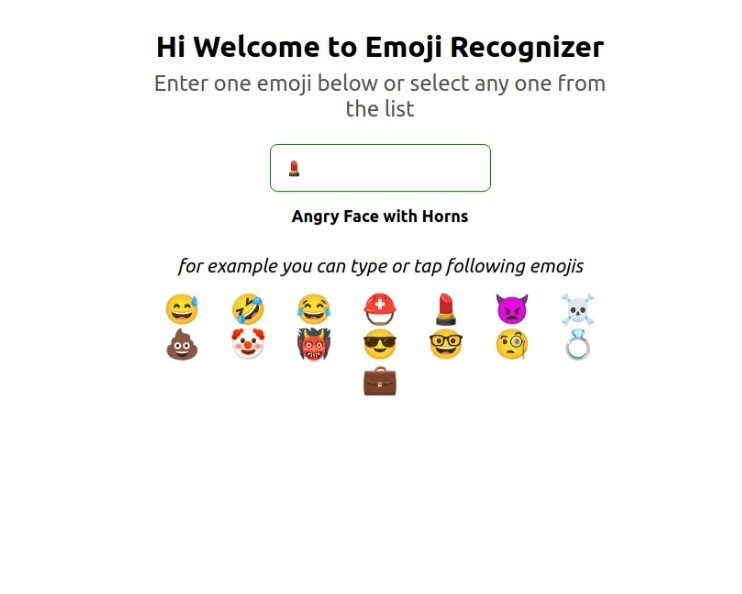 Hi Welcome to Emoji Recognizer
Enter one emoji below or select any one from
the list
💄
Angry Face with Horns
for example you can type or tap following emojis
😅 🤣 😂 ⛑️ 💄 👿 ☠️
💩 🤡 👹 😎 🤓 🧐 💍
💼